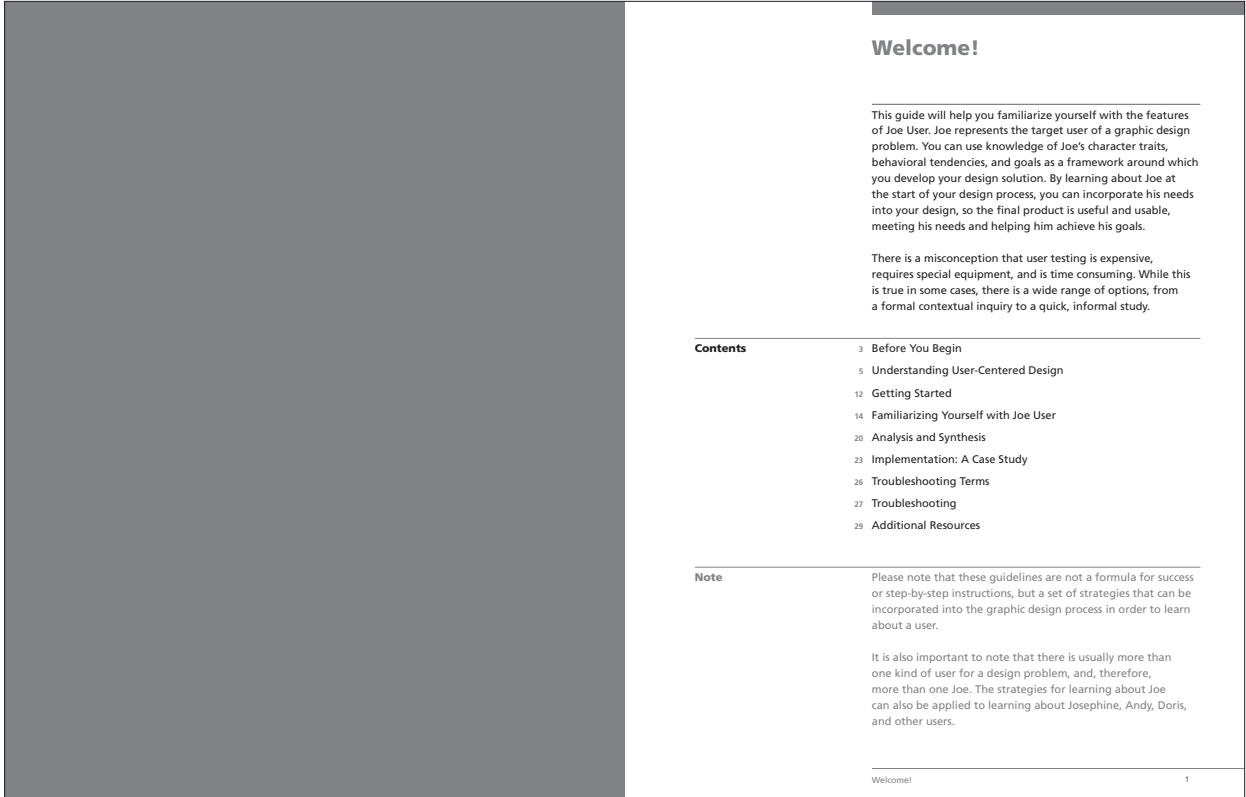 Welcome!
This guide will help you familiarize yourself with the features
of Joe User. Joe represents the target user of a graphic design
problem. You can use knowledge of Joe’s character traits,
behavioral tendencies, and goals as a framework around which
you develop your design solution. By learning about Joe at
the start of your design process, you can incorporate his needs
into your design, so the final product is useful and usable,
meeting his needs and helping him achieve his goals.
There is a misconception that user testing is expensive,
requires special equipment, and is time consuming. While this
is true in some cases, there is a wide range of options, from
a formal contextual inquiry to a quick, informal study.
Contents
3 Before You Begin
5 Understanding User-Centered Design
12 Getting Started
14 Familiarizing Yourself with Joe User
20 Analysis and Synthesis
23 Implementation: A Case Study
26 Troubleshooting Terms
27 Troubleshooting
29 Additional Resources
Note
Please note that these guidelines are not a formula for success
or step-by-step instructions, but a set of strategies that can be
incorporated into the graphic design process in order to learn
about a user.
It is also important to note that there is usually more than
one kind of user for a design problem, and, therefore,
more than one Joe. The strategies for learning about Joe
can also be applied to learning about Josephine, Andy, Doris,
and other users.
Welcome! 1